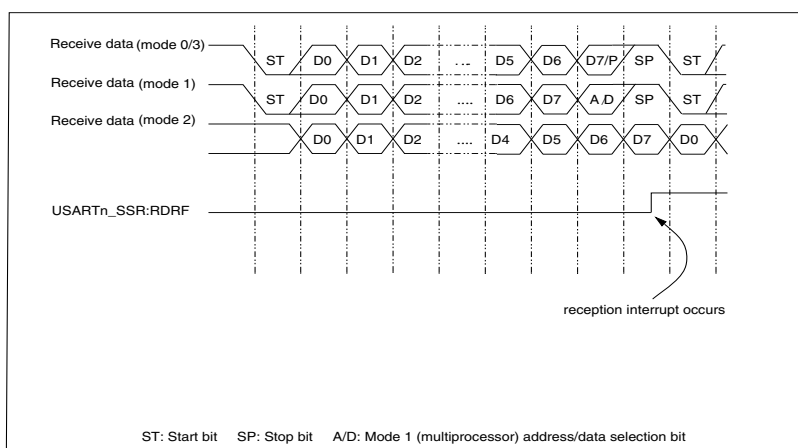 Receive data (mode 0/3) ST D0 D1 D2 .... D5 D6 D7/P SP ST
Receive data (mode 1) ST D0 D1 D2 .... D6 D7 A/D SP ST
Receive data (mode 2) D0 D1 D2 .... D4 D5 D6 D7 D0
USARTn_SSR:RDRF
reception interrupt occurs
ST: Start bit SP: Stop bit A/D: Mode 1 (multiprocessor) address/data selection bit